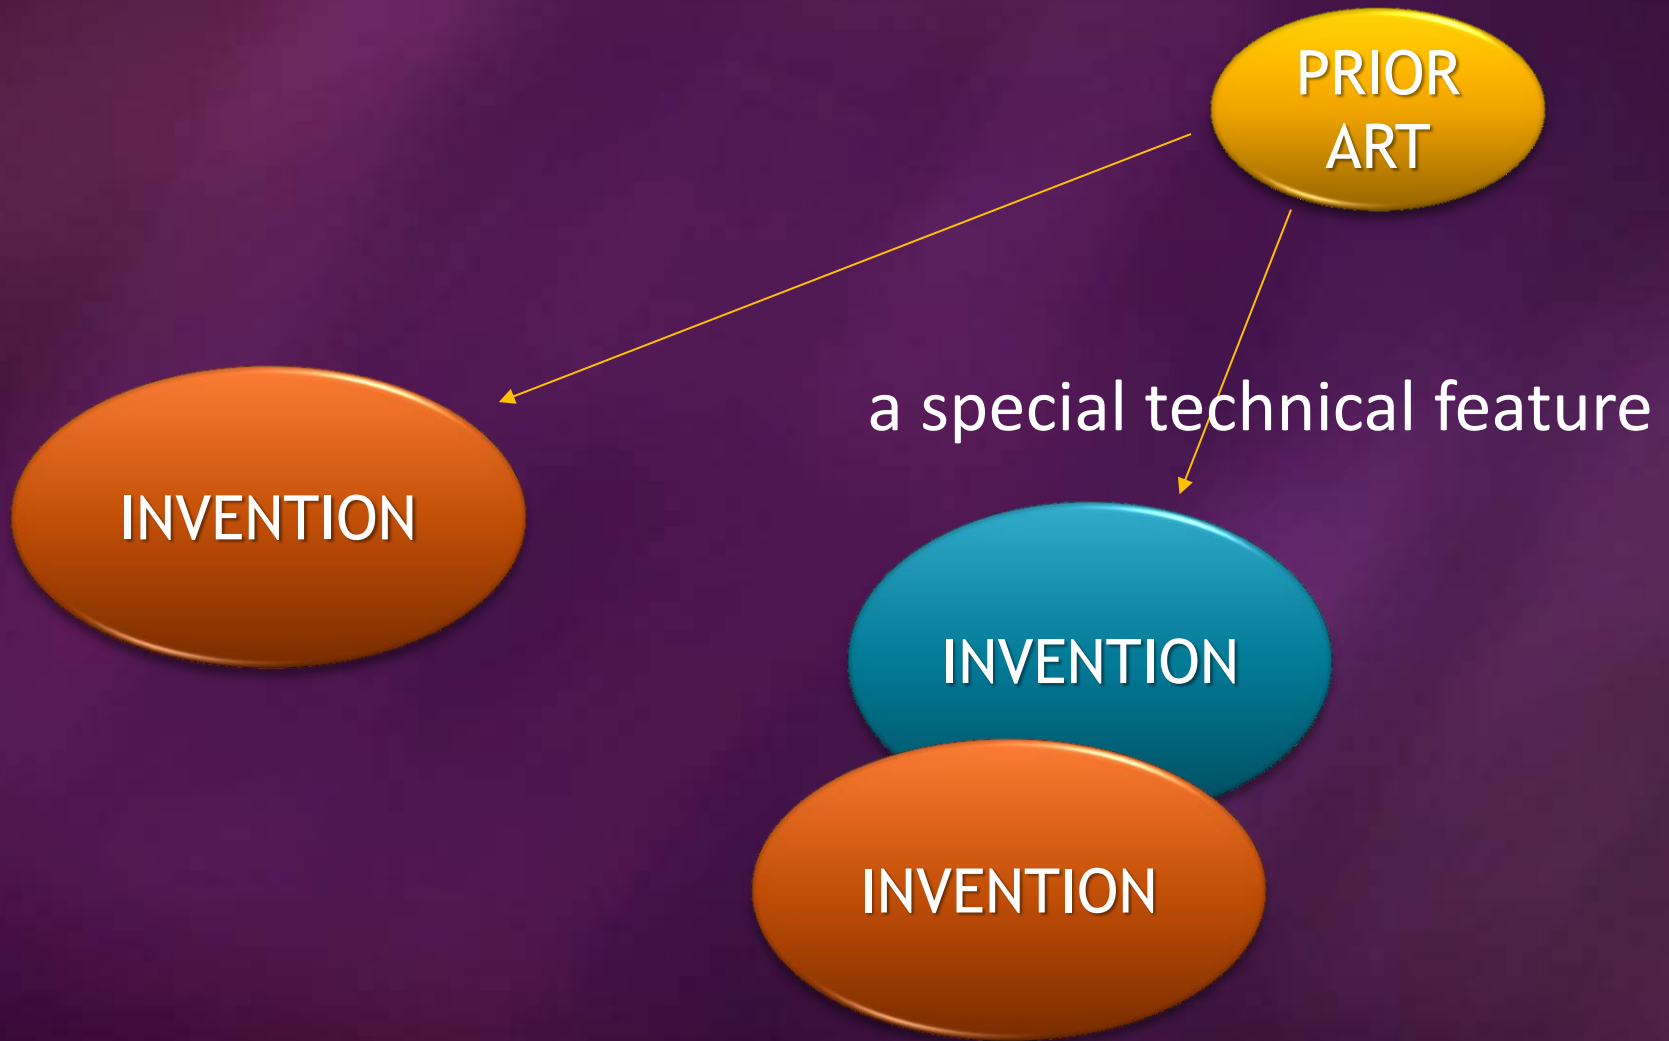 PRIOR
ART
a special technical feature
INVENTION
INVENTION
INVENTION